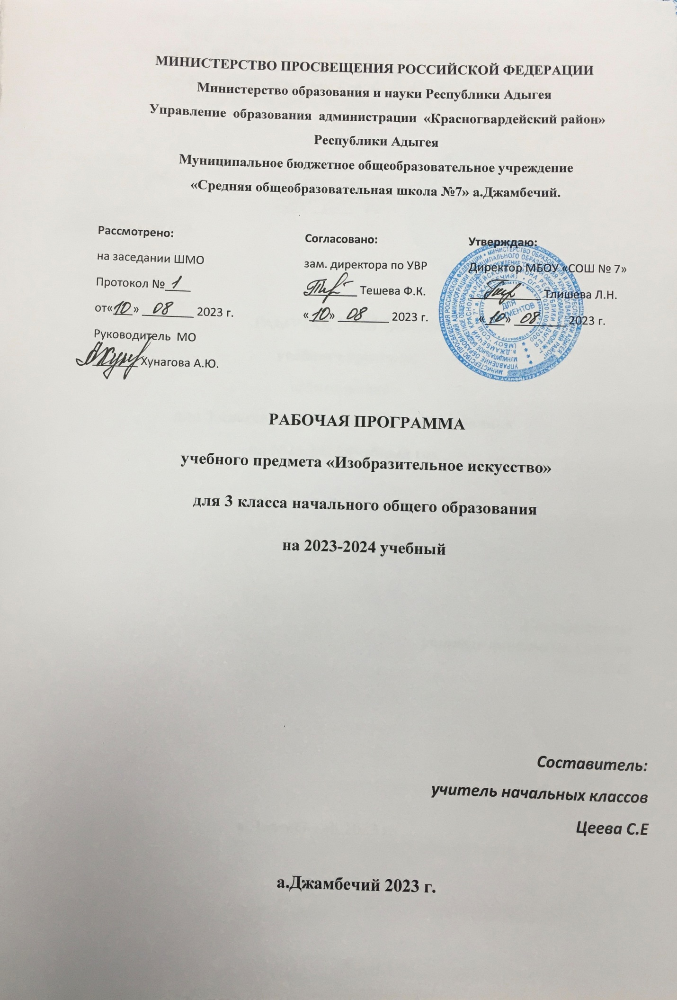 МИНИСТЕРСТВО ПРОСВЕЩЕНИЯ РОССИЙСКОЙ ФЕДЕРАЦИИ
Министерство образования и науки Республики Адыгея
Управление образования администрации «Красногвардейский район»
Республики Адыгея
Муниципальное бюджетное общеобразовательное учреждение
«Средняя общеобразовательная школа №7» а.Джамбечий.
Рассмотрено:
на заседании ШМО
Протокол № 1
от«10» 08 2023 г.
Руководитель МО
Хунагова А.Ю.
Согласовано:
зам. директора по УВР
Тешева Ф.К.
«10» 08 2023 г.
Утверждаю:
Директор МБОУ «СОШ № 7»
Тлишева Л.Н.
«10» 08 2023 г.
ДЛЯ
ДОКУМЕНТОВ
РАБОЧАЯ ПРОГРАММА
учебного предмета «Изобразительное искусство»
для 3 класса начального общего образования
на 2023-2024 учебный
Составитель:
учитель начальных классов
Цеева С.Е
а.Джамбечий 2023 г.